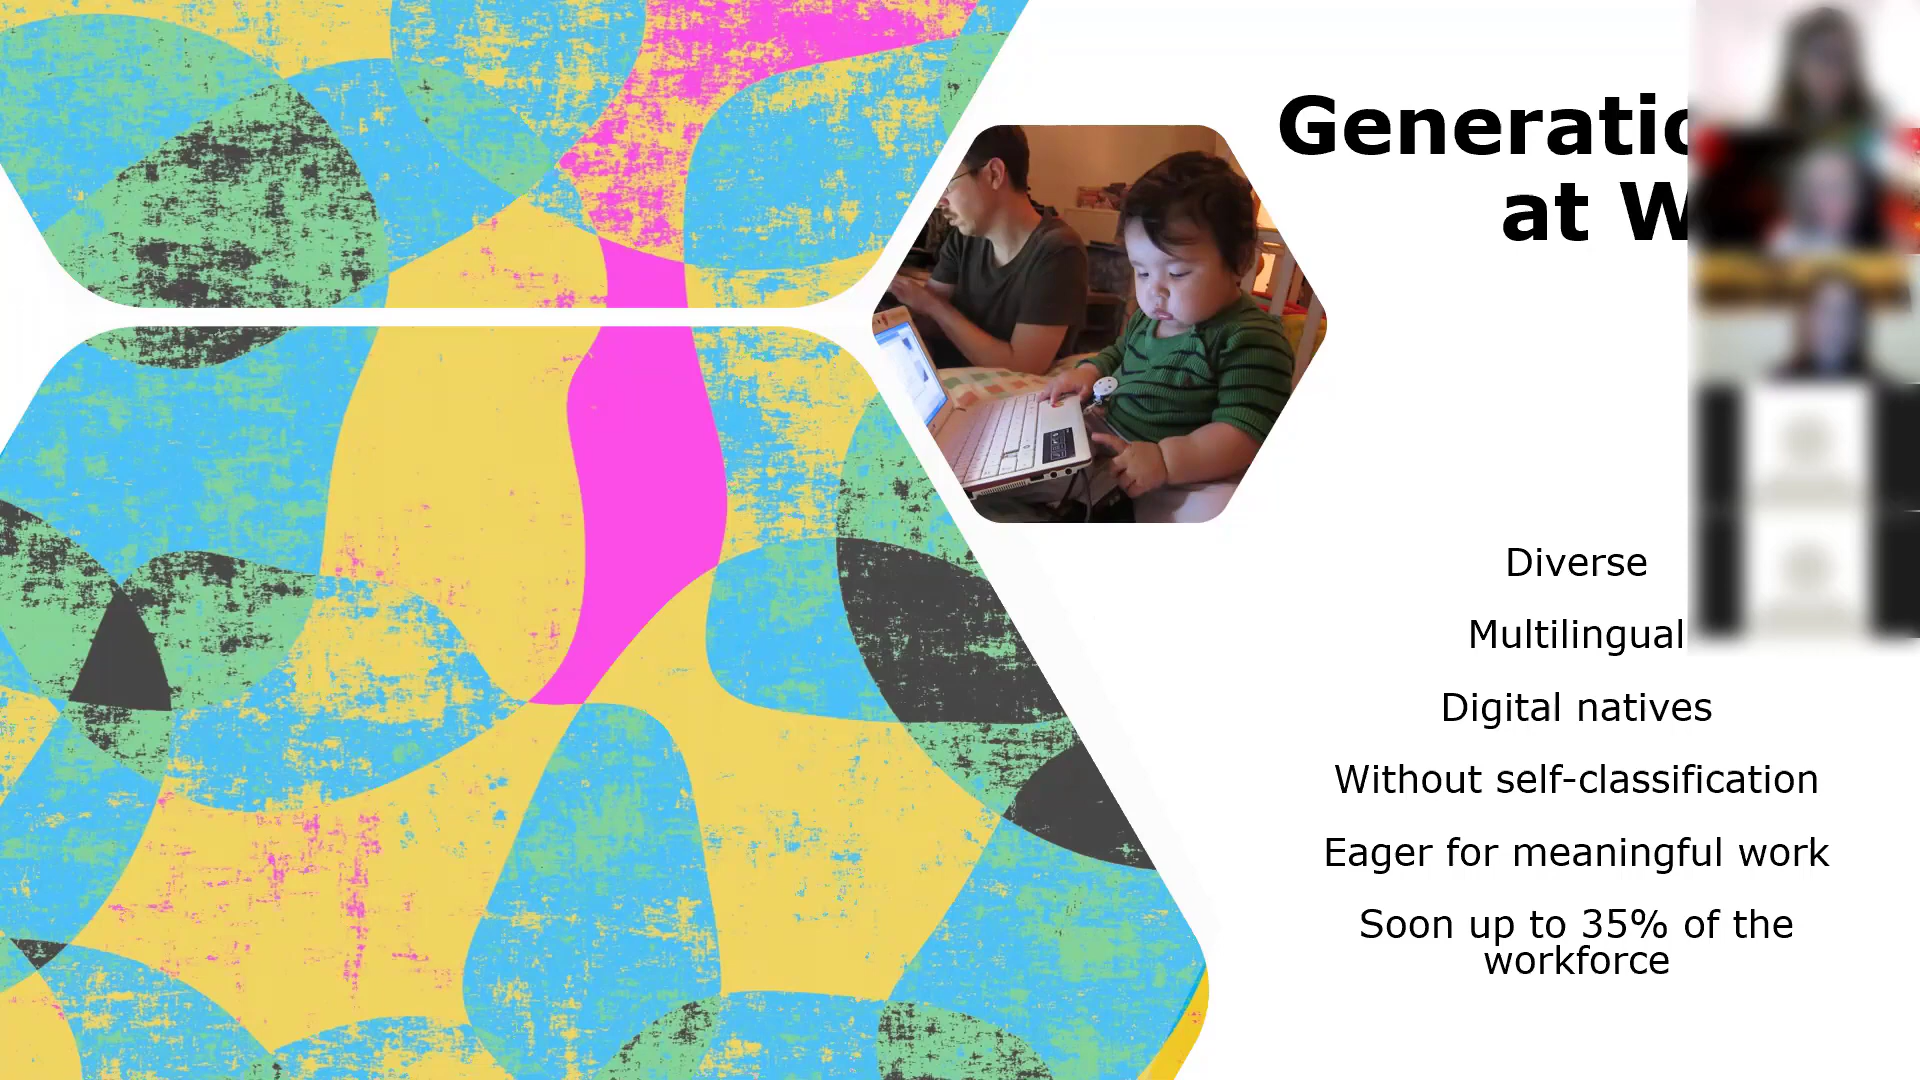 Generatio
at W
Diverse
Multilingual
Digital natives
Without self-classification
Eager for meaningful work
Soon up to 35% of the
workforce